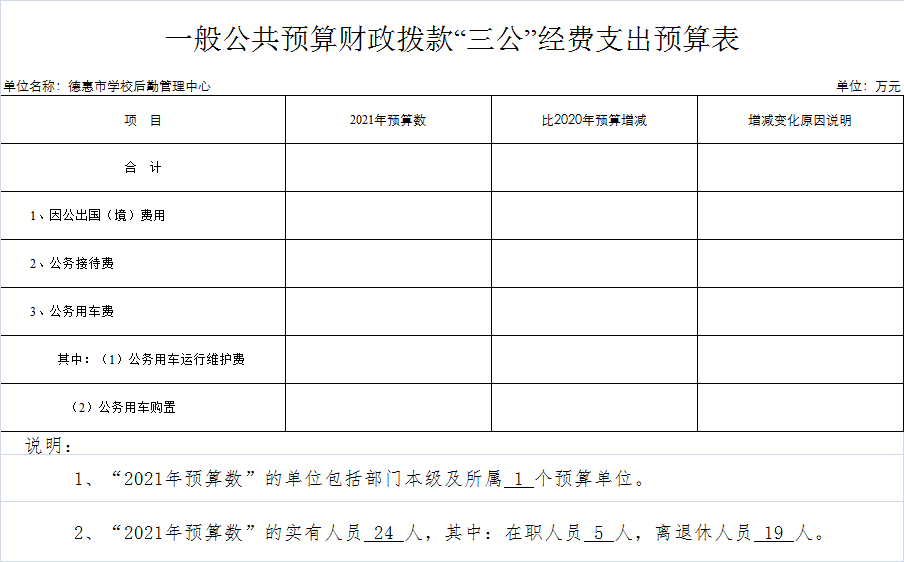 一般公共预算财政拨款“三公”经费支出预算表
单位名称：德惠市学校后勤管理中心 单位：万元
项 目 2021年预算数 比2020年预算增减 增减变化原因说明
合 计
1、因公出国（境）费用
2、公务接待费
3、公务用车费
其中：（1）公务用车运行维护费
（2）公务用车购置
说明：
1、“2021年预算数”的单位包括部门本级及所属 1 个预算单位。
2、“2021年预算数”的实有人员 24 人，其中：在职人员 5 人，离退休人员 19 人。